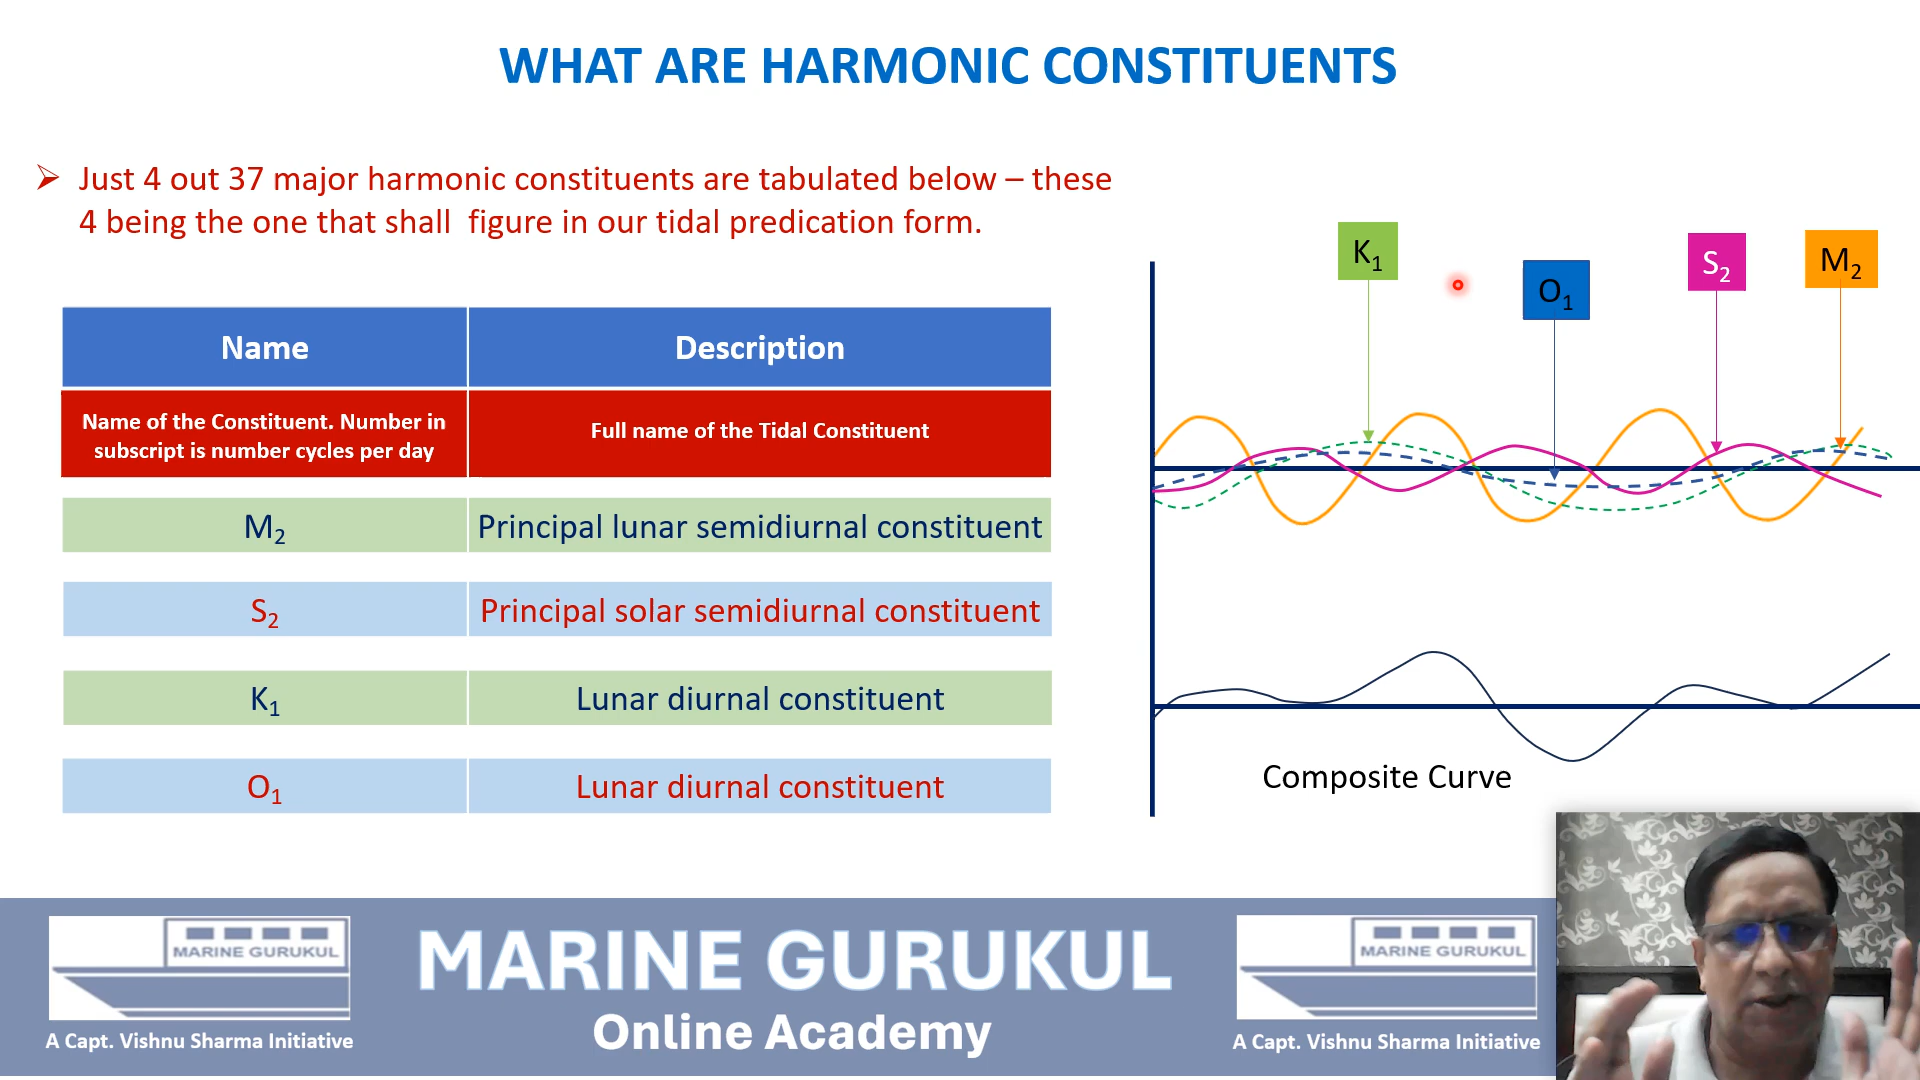 WHAT ARE HARMONIC CONSTITUENTS
➢ Just 4 out 37 major harmonic constituents are tabulated below – these
4 being the one that shall figure in our tidal predication form.
Name Description
Name of the Constituent. Number in
subscript is number cycles per day
Full name of the Tidal Constituent
M2 Principal lunar semidiurnal constituent
S2 Principal solar semidiurnal constituent
K1 Lunar diurnal constituent
O1 Lunar diurnal constituent
K1
O1
S2
M2
Composite Curve
MARINE GURUKUL
A Capt. Vishnu Sharma Initiative
MARINE GURUKUL
Online Academy
MARINE GURUKUL
A Capt. Vishnu Sharma Initiative